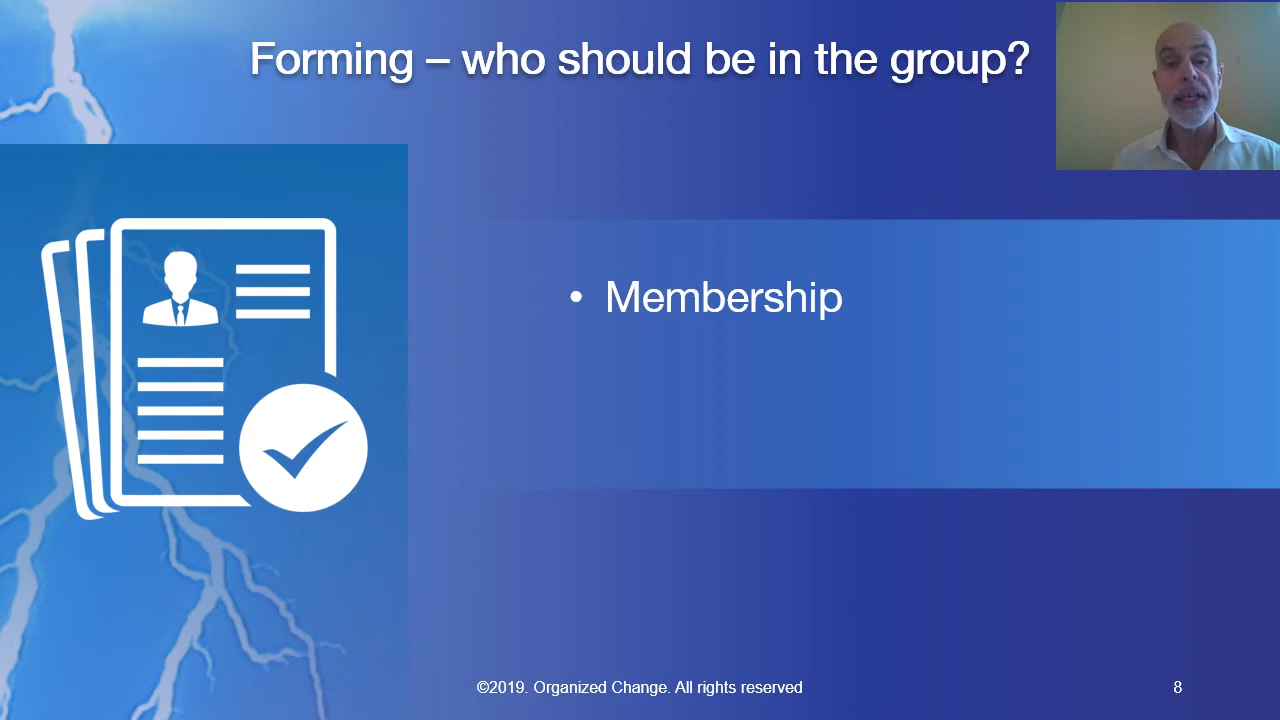 Forming – who should be in the group?
• Membership
©2019. Organized Change. All rights reserved
8